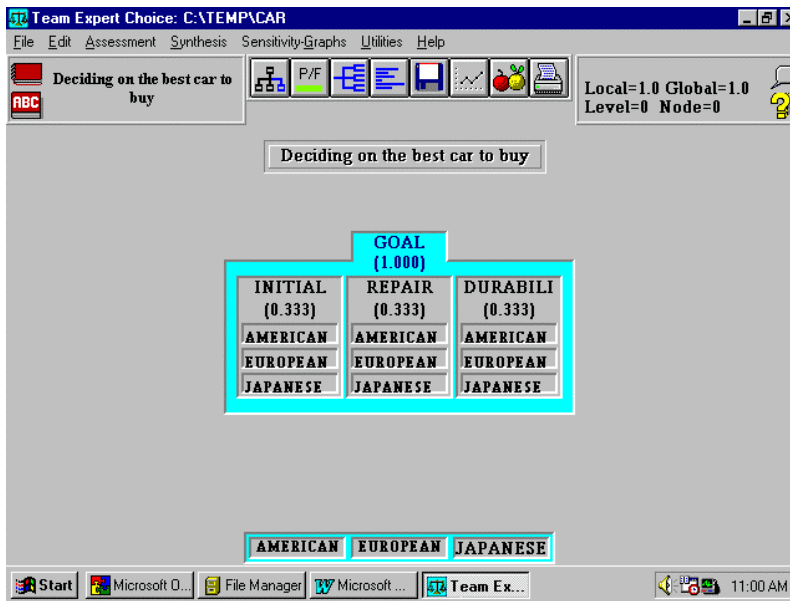 Team Expert Choice: C:\TEMP\CAR
File Edit Assessment Synthesis Sensitivity-Graphs Utilities Help
ABC
Deciding on the best car to
buy
P/F
Local=1.0 Global=1.0
Level=0 Node=0
Deciding on the best car to buy
GOAL
(1.000)
INITIAL REPAIR DURABILI
(0.333) (0.333) (0.333)
AMERICAN AMERICAN AMERICAN
EUROPEAN EUROPEAN EUROPEAN
JAPANESE JAPANESE JAPANESE
AMERICAN EUROPEAN JAPANESE
Start Microsoft O... File Manager Microsoft ... Team Ex... 11:00 AM